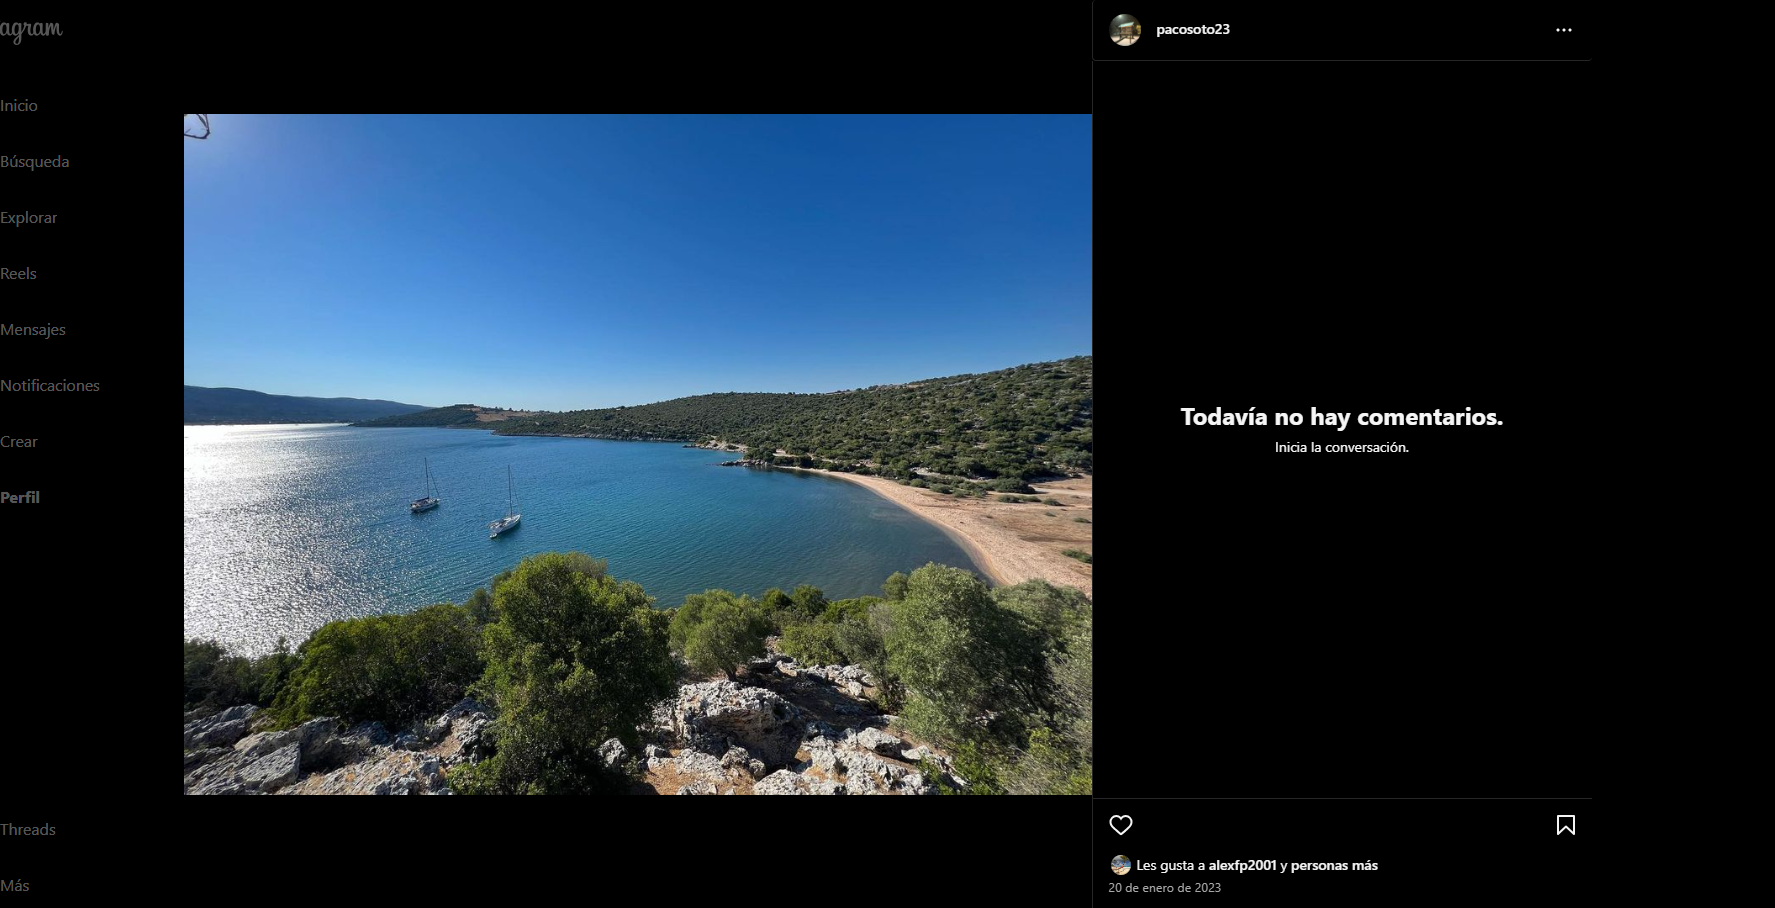 agram
Inicio
Búsqueda
Explorar
Reels
Mensajes
Notificaciones
Crear
Perfil
Threads
Más
pacosoto23
Todavía no hay comentarios.
Inicia la conversación.
Les gusta a alexfp2001 y personas más
20 de enero de 2023